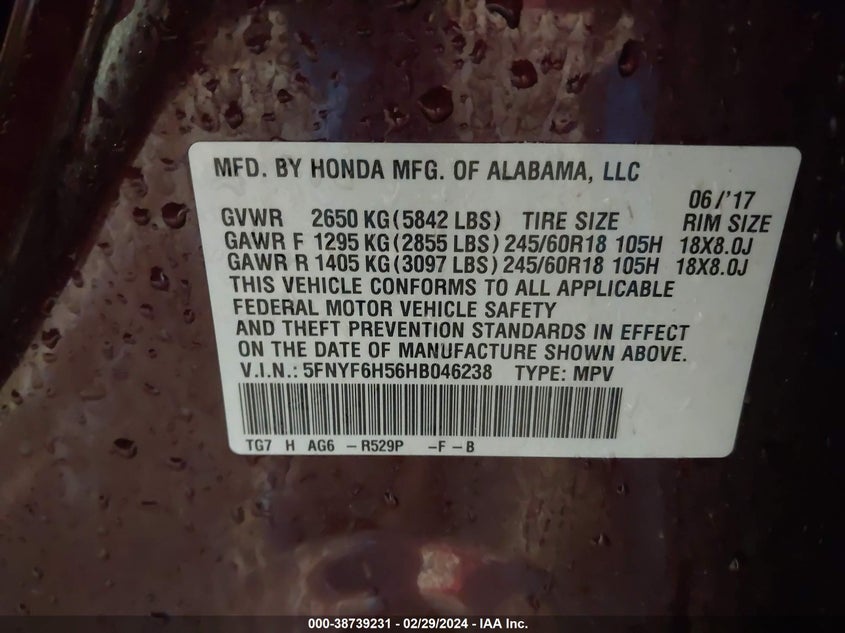 MFD. BY HONDA MFG. OF ALABAMA, LLC
06/'17
GVWR 2650 KG(5842 LBS) TIRE SIZE RIM SIZE
GAWR F 1295 KG(2855 LBS) 245/60R18 105H 18X8.0J
GAWR R 1405 KG(3097 LBS) 245/60R18 105H 18X8.0J
THIS VEHICLE CONFORMS TO ALL APPLICABLE
FEDERAL MOTOR VEHICLE SAFETY
AND THEFT PREVENTION STANDARDS IN EFFECT
ON THE DATE OF MANUFACTURE SHOWN ABOVE.
V.I.N.: 5FNYF6H56HB046238 TYPE: MPV
TG7 H AG6 -R529P -F-B
000-38739231 - 02/29/2024 - IAA Inc.